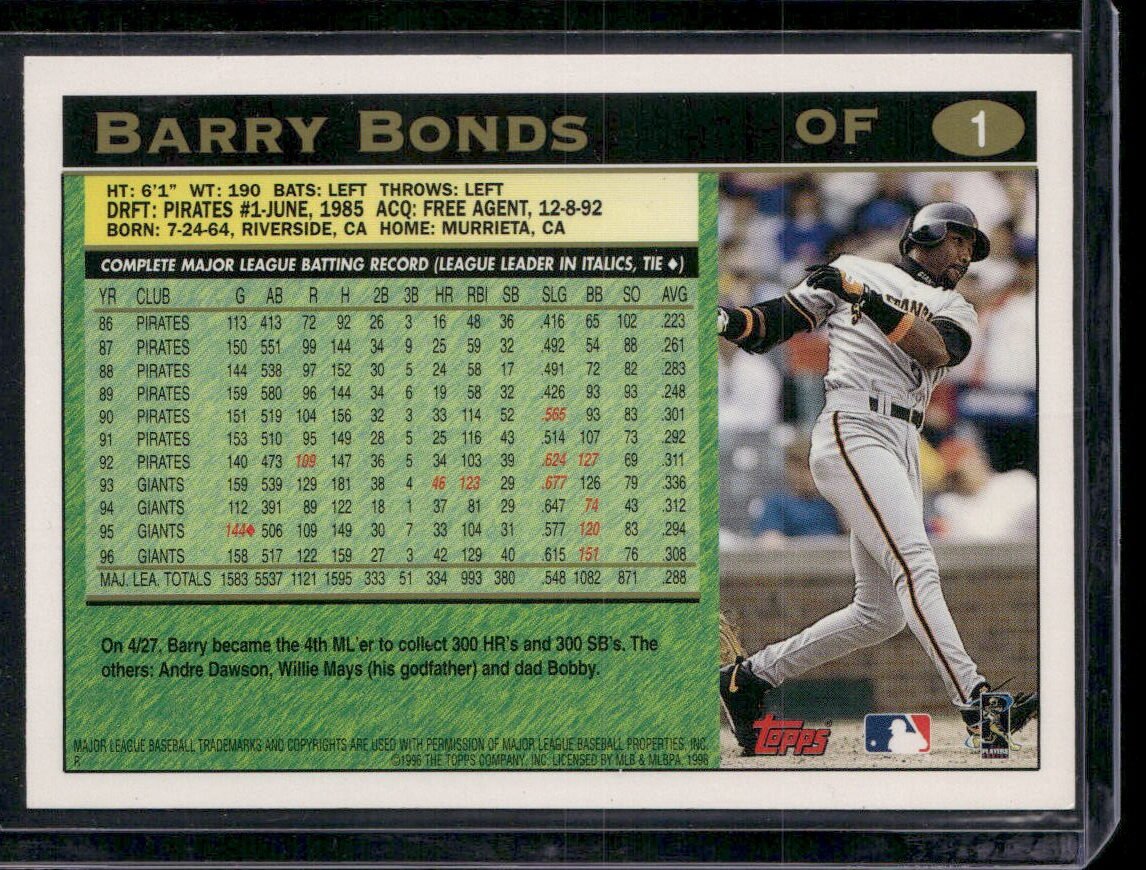 BARRY BONDS OF 1
HT: 6'1" WT: 190 BATS: LEFT THROWS: LEFT
DRFT: PIRATES #1-JUNE, 1985 ACQ: FREE AGENT, 12-8-92
BORN: 7-24-64, RIVERSIDE, CA HOME: MURRIETA, CA
COMPLETE MAJOR LEAGUE BATTING RECORD (LEAGUE LEADER IN ITALICS, TIE ♦)
YR CLUB G AB R H 2B 3B HR RBI SB SLG BB SO AVG
86 PIRATES 113 413 72 92 26 3 16 48 36 .416 65 102 .223
87 PIRATES 150 551 99 144 34 9 25 59 32 .492 54 88 .261
88 PIRATES 144 538 97 152 30 5 24 58 17 .491 72 82 .283
89 PIRATES 159 580 96 144 34 6 19 58 32 .426 93 93 .248
90 PIRATES 151 519 104 156 32 3 33 114 52 .565 93 83 .301
91 PIRATES 153 510 95 149 28 5 25 116 43 .514 107 73 .292
92 PIRATES 140 473 109 147 36 5 34 103 39 .624 127 69 .311
93 GIANTS 159 539 129 181 38 4 46 123 29 .677 126 79 .336
94 GIANTS 112 391 89 122 18 1 37 81 29 .647 74 43 .312
95 GIANTS 144♦ 506 109 149 30 7 33 104 31 .577 120 83 .294
96 GIANTS 158 517 122 159 27 3 42 129 40 .615 151 76 .308
MAJ. LEA. TOTALS 1583 5537 1121 1595 333 51 334 993 380 .548 1082 871 .288
On 4/27, Barry became the 4th ML'er to collect 300 HR's and 300 SB's. The
others: Andre Dawson, Willie Mays (his godfather) and dad Bobby.
MAJOR LEAGUE BASEBALL TRADEMARKS AND COPYRIGHTS ARE USED WITH PERMISSION OF MAJOR LEAGUE BASEBALL PROPERTIES, INC.
©1996 THE TOPPS COMPANY, INC. LICENSED BY MLB & MLBPA, 1996
TOPPS
PLAYERS